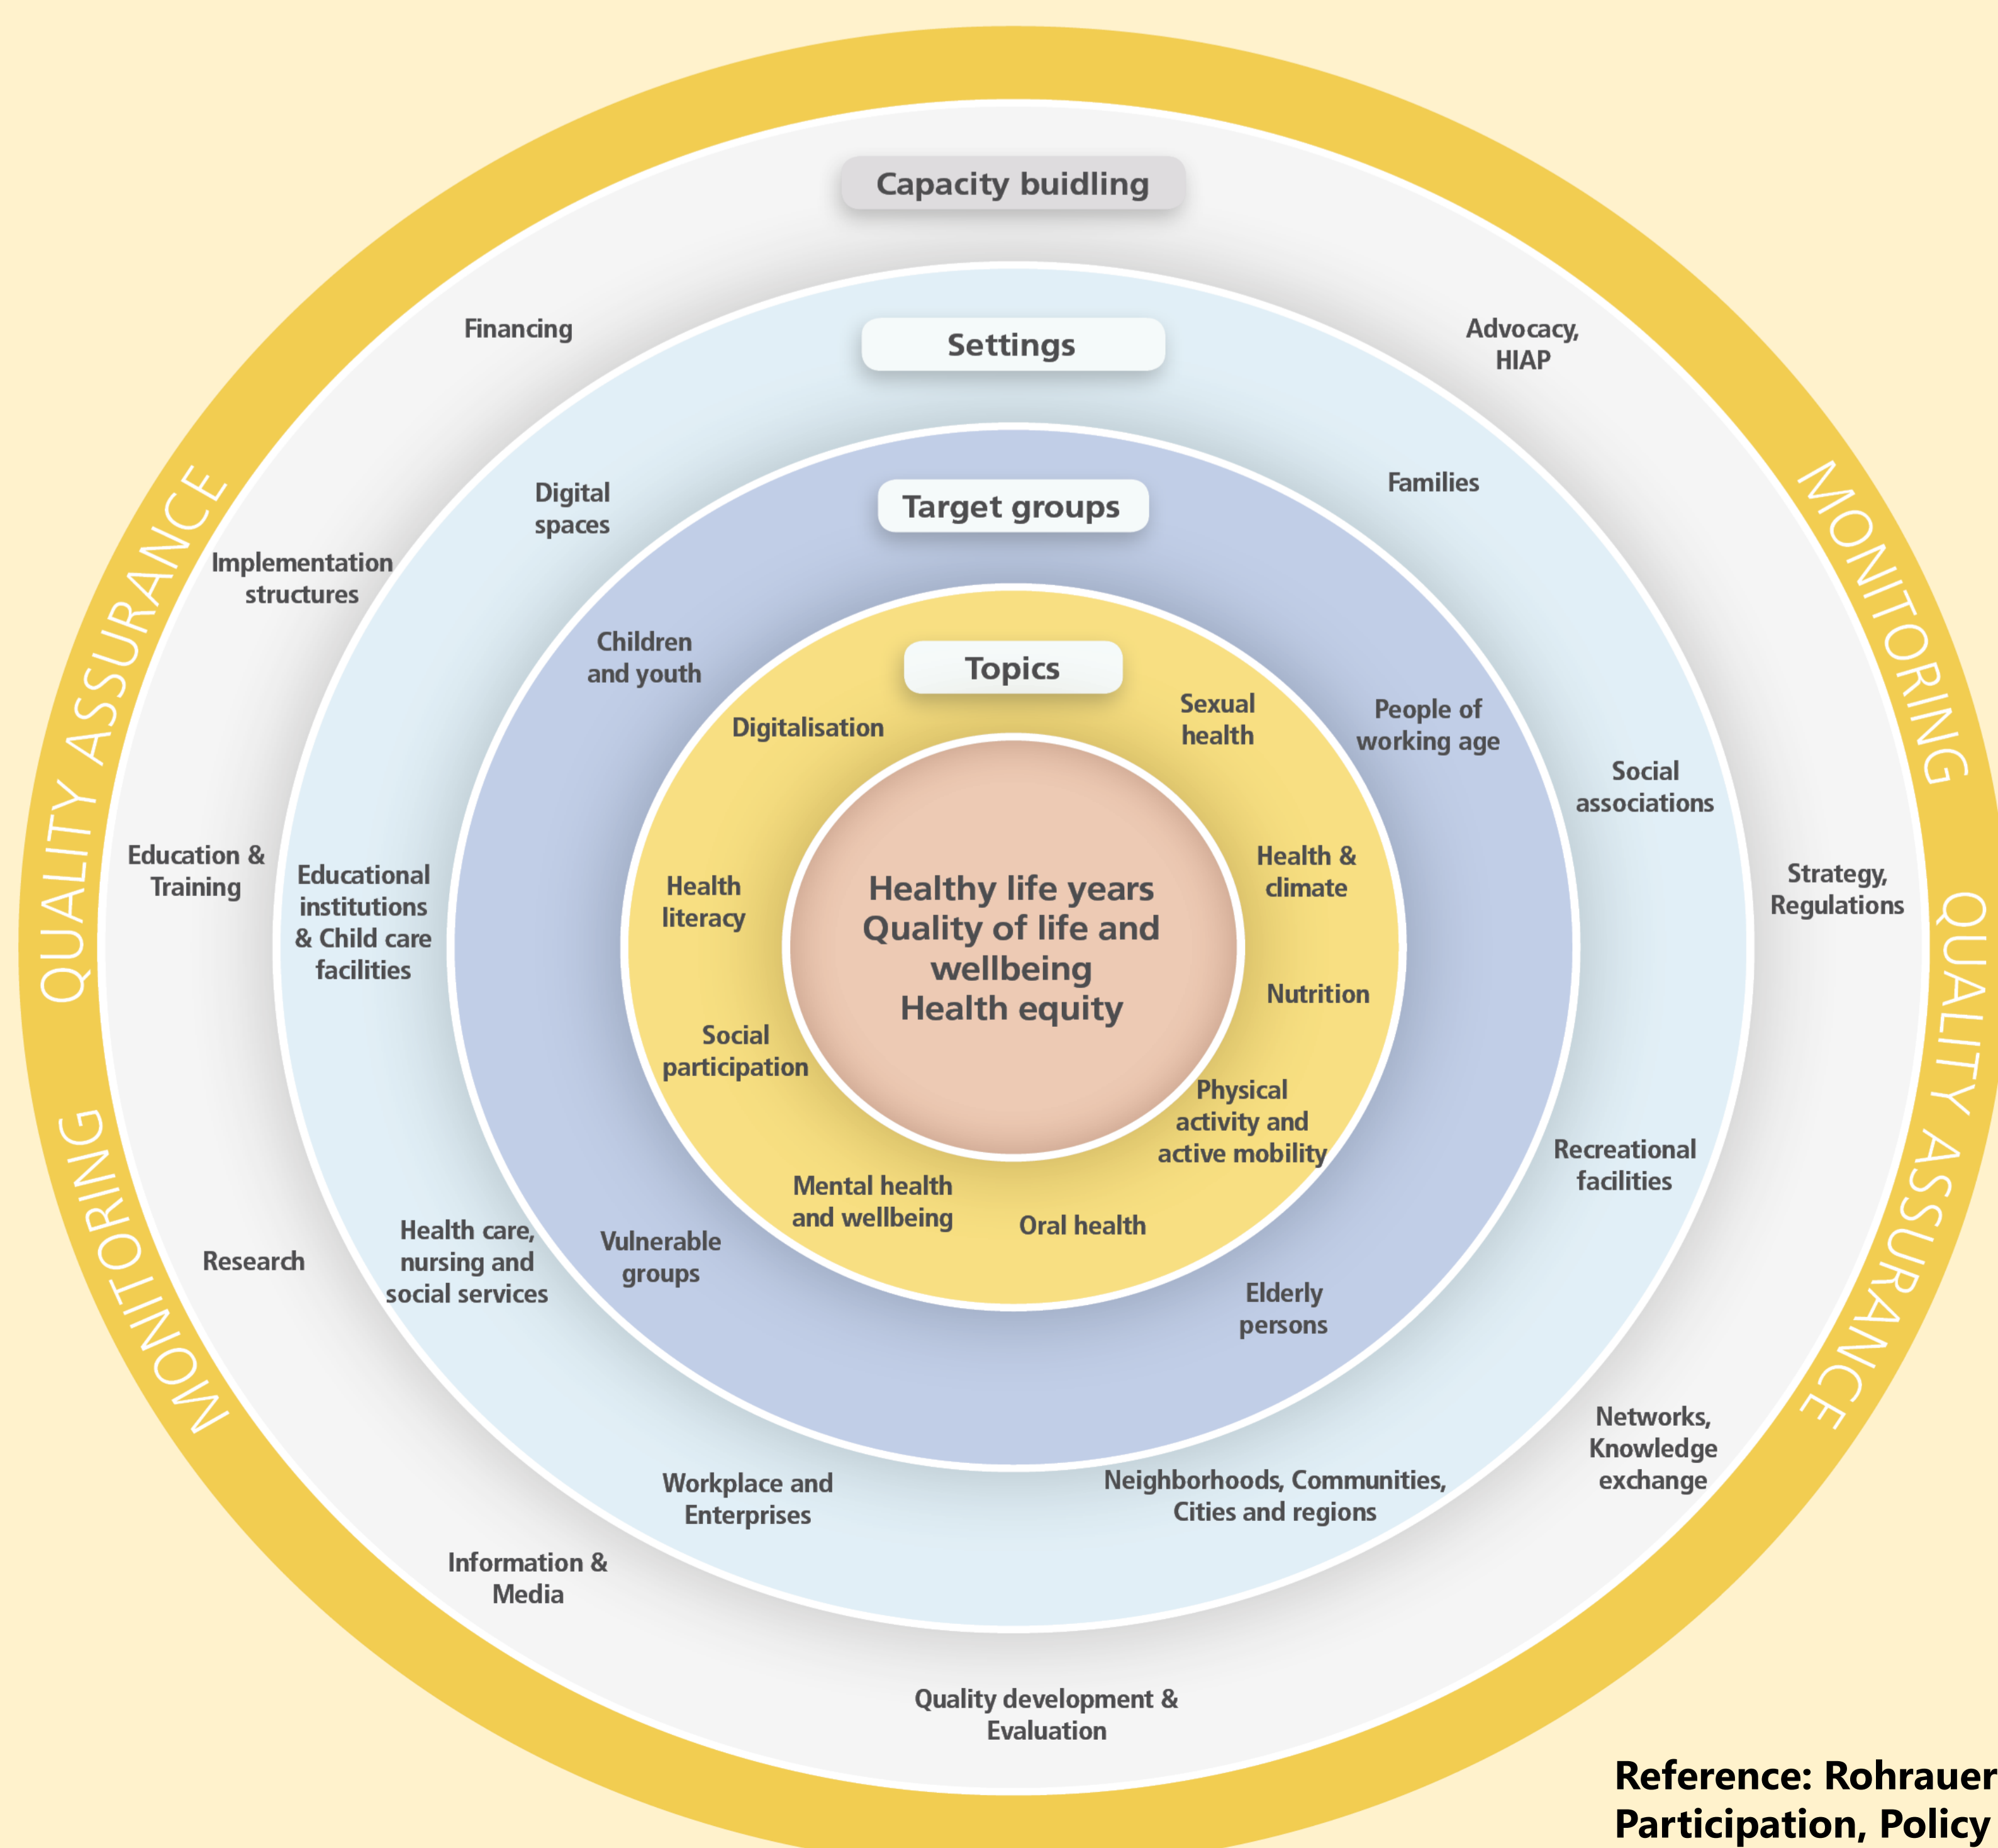 Capacity buidling
Financing
Advocacy,
HIAP
Implementation
structures
Education &
Training
Strategy,
Regulations
Research
Networks,
Knowledge
exchange
Information &
Media
Quality development &
Evaluation
Settings
Digital
spaces
Families
Social
associations
Educational
institutions
& Child care
facilities
Recreational
facilities
Health care,
nursing and
social services
Workplace and
Enterprises
Neighborhoods, Communities,
Cities and regions
Target groups
Children
and youth
People of
working age
Vulnerable
groups
Elderly
persons
Topics
Digitalisation
Sexual
health
Health
literacy
Health &
climate
Nutrition
Social
participation
Physical
activity and
active mobility
Mental health
and wellbeing
Oral health
Healthy life years
Quality of life and
wellbeing
Health equity
QUALITY ASSURANCE
MONITORING
MONITORING
QUALITY ASSURANCE
Reference: Rohrauer
Participation, Policy